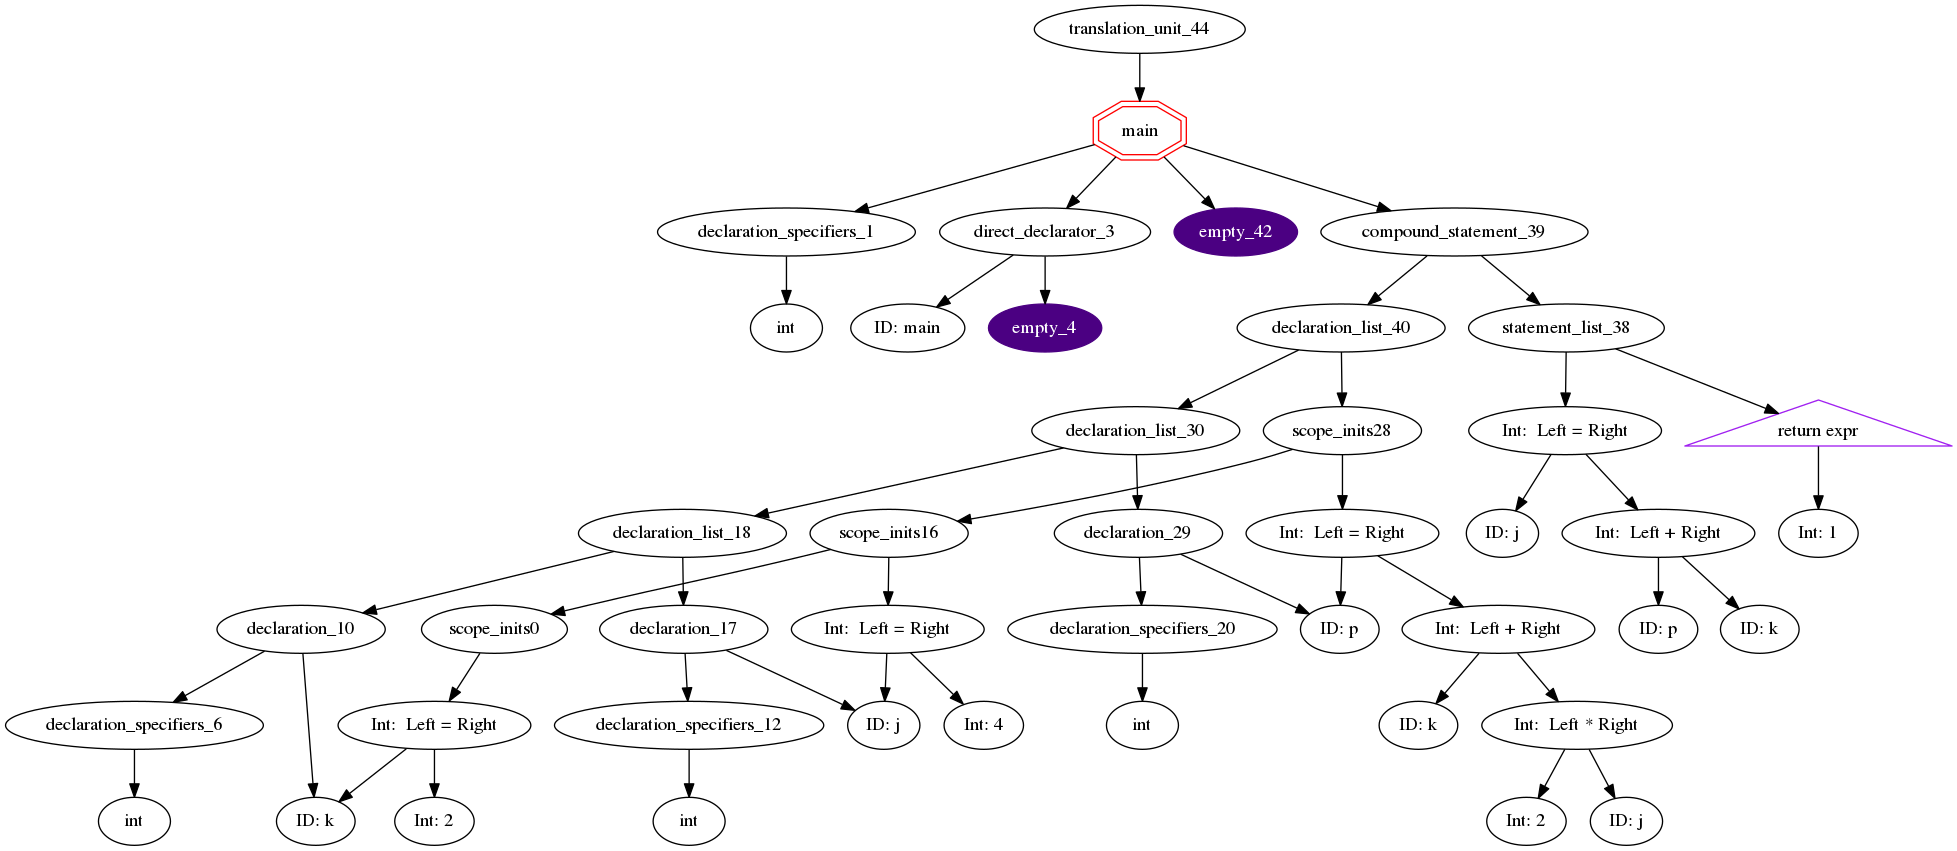 translation_unit_44
main
declaration_specifiers_1
direct_declarator_3
empty_42
compound_statement_39
int
ID: main
empty_4
declaration_list_40
statement_list_38
declaration_list_30
scope_inits28
Int:  Left = Right
return expr
declaration_list_18
scope_inits16
declaration_29
Int:  Left = Right
ID: j
Int:  Left + Right
Int: 1
declaration_10
scope_inits0
declaration_17
Int:  Left = Right
declaration_specifiers_20
ID: p
Int:  Left + Right
ID: p
ID: k
declaration_specifiers_6
Int:  Left = Right
declaration_specifiers_12
ID: j
Int: 4
int
ID: k
Int:  Left * Right
int
ID: k
Int: 2
int
Int: 2
ID: j